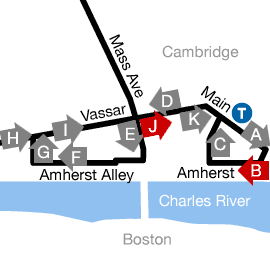 Mass Ave
Cambridge
Vassar
D
Main
T
H
I
E
J
K
A
G
F
C
B
Amherst Alley
Amherst
Charles River
Boston